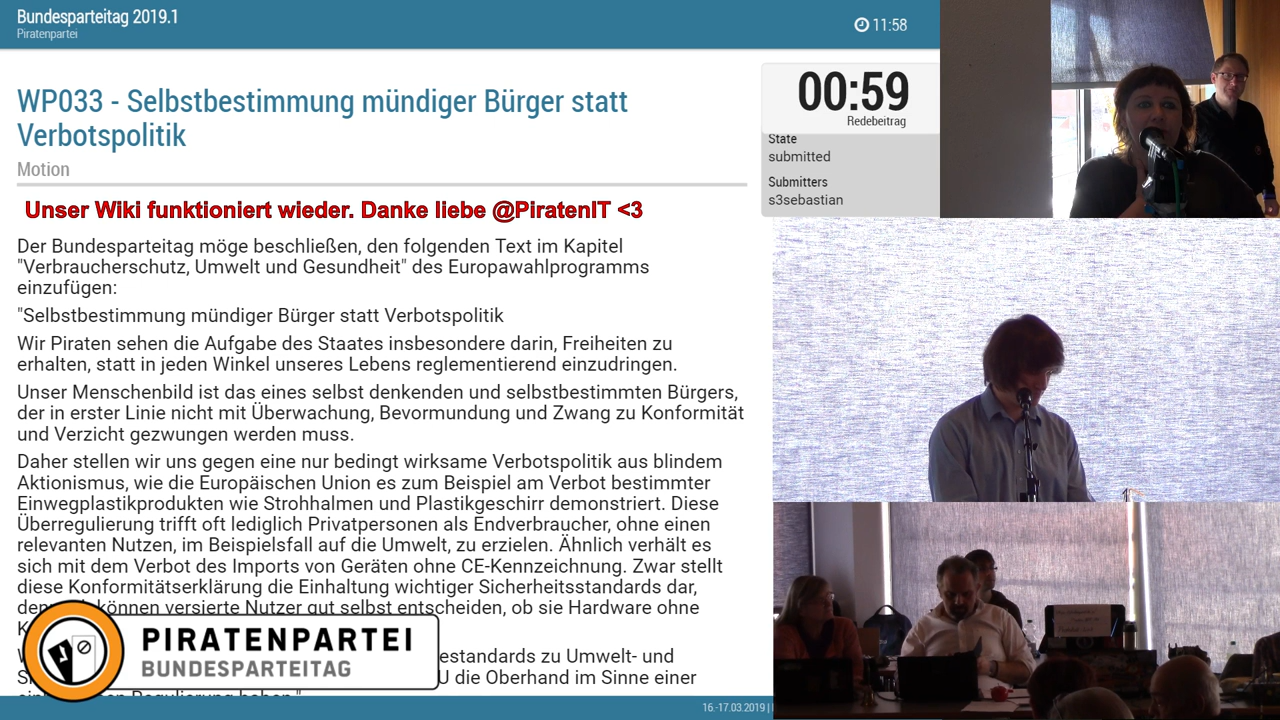 Bundesparteitag 2019.1
Piratenpartei
11:58
WP033 - Selbstbestimmung mündiger Bürger statt
Verbotspolitik
Motion
00:59
Redebeitrag
State
submitted
Submitters
s3sebastian
Unser Wiki funktioniert wieder. Danke liebe @PiratenIT <3
Der Bundesparteitag möge beschließen, den folgenden Text im Kapitel
"Verbraucherschutz, Umwelt und Gesundheit" des Europawahlprogramms
einzufügen:
"Selbstbestimmung mündiger Bürger statt Verbotspolitik
Wir Piraten sehen die Aufgabe des Staates insbesondere darin, Freiheiten zu
erhalten, statt in jeden Winkel unseres Lebens reglementierend einzudringen.
Unser Menschenbild ist das eines selbst denkenden und selbstbestimmten Bürgers,
der in erster Linie nicht mit Überwachung, Bevormundung und Zwang zu Konformität
und Verzicht gezwungen werden muss.
Daher stellen wir uns gegen eine nur bedingt wirksame Verbotspolitik aus blindem
Aktionismus, wie die Europäischen Union es zum Beispiel am Verbot bestimmter
Einwegplastikprodukten wie Strohhalmen und Plastikgeschirr demonstriert. Diese
Überregulierung trifft oft lediglich Privatpersonen als Endverbraucher, ohne einen
relevanten Nutzen, im Beispielsfall auf die Umwelt, zu erzielen. Ähnlich verhält es
sich mit dem Verbot des Imports von Geräten ohne CE-Kennzeichnung. Zwar stellt
diese Konformitätserklärung die Einhaltung wichtiger Sicherheitsstandards dar,
können versierte Nutzer gut selbst entscheiden, ob sie Hardware ohne
estandards zu Umwelt- und
U die Oberhand im Sinne einer
Regulierung haben."
PIRATENPARTEI
BUNDESPARTEITAG
16.-17.03.2019 |